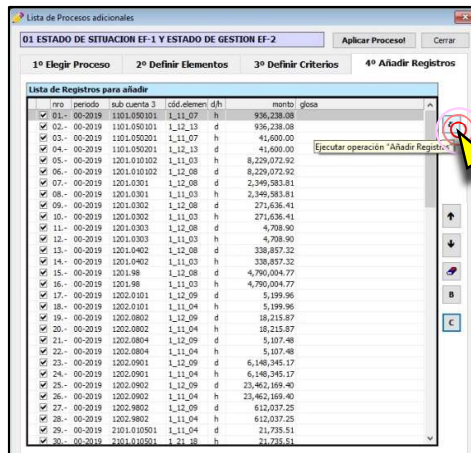 Lista de Procesos adicionales
01 ESTADO DE SITUACION EF-1 Y ESTADO DE GESTION EF-2 Aplicar Proceso! Cerrar
1º Elegir Proceso 2º Definir Elementos 3º Definir Criterios 4º Añadir Registros
Lista de Registros para añadir
nro periodo sub cuenta 3 cód.elemen d/h monto glosa
01.- 00-2019 1101.050101 1_11_07 h 936,238.08
02.- 00-2019 1101.050101 1_12_13 d 936,238.08
03.- 00-2019 1101.050201 1_11_07 h 41,600.00
04.- 00-2019 1101.050201 1_12_13 d 41,600.00
Ejecutar operación "Añadir Registros"
05.- 00-2019 1201.010102 1_11_03 h 8,229,072.92
06.- 00-2019 1201.010102 1_12_08 d 8,229,072.92
07.- 00-2019 1201.0301 1_12_08 d 2,349,583.81
08.- 00-2019 1201.0301 1_11_03 h 2,349,583.81
09.- 00-2019 1201.0302 1_12_08 d 271,636.41
10.- 00-2019 1201.0302 1_11_03 h 271,636.41
11.- 00-2019 1201.0303 1_12_08 d 4,708.90
12.- 00-2019 1201.0303 1_11_03 h 4,708.90
13.- 00-2019 1201.0402 1_12_08 d 338,857.32
14.- 00-2019 1201.0402 1_11_03 h 338,857.32
15.- 00-2019 1201.98 1_12_08 d 4,790,004.77
16.- 00-2019 1201.98 1_11_03 h 4,790,004.77
17.- 00-2019 1202.0101 1_12_09 d 5,199.96
18.- 00-2019 1202.0101 1_11_04 h 5,199.96
19.- 00-2019 1202.0802 1_12_09 d 18,215.87
20.- 00-2019 1202.0802 1_11_04 h 18,215.87
21.- 00-2019 1202.0804 1_12_09 d 5,107.48
22.- 00-2019 1202.0804 1_11_04 h 5,107.48
23.- 00-2019 1202.0901 1_12_09 d 6,148,345.17
24.- 00-2019 1202.0901 1_11_04 h 6,148,345.17
25.- 00-2019 1202.0902 1_12_09 d 23,462,169.40
26.- 00-2019 1202.0902 1_11_04 h 23,462,169.40
27.- 00-2019 1202.9802 1_12_09 d 612,037.25
28.- 00-2019 1202.9802 1_11_04 h 612,037.25
29.- 00-2019 2101.010501 1_11_04 d 21,735.51
30.- 00-2019 2101.010501 1_21_18 h 21,735.51
B
C